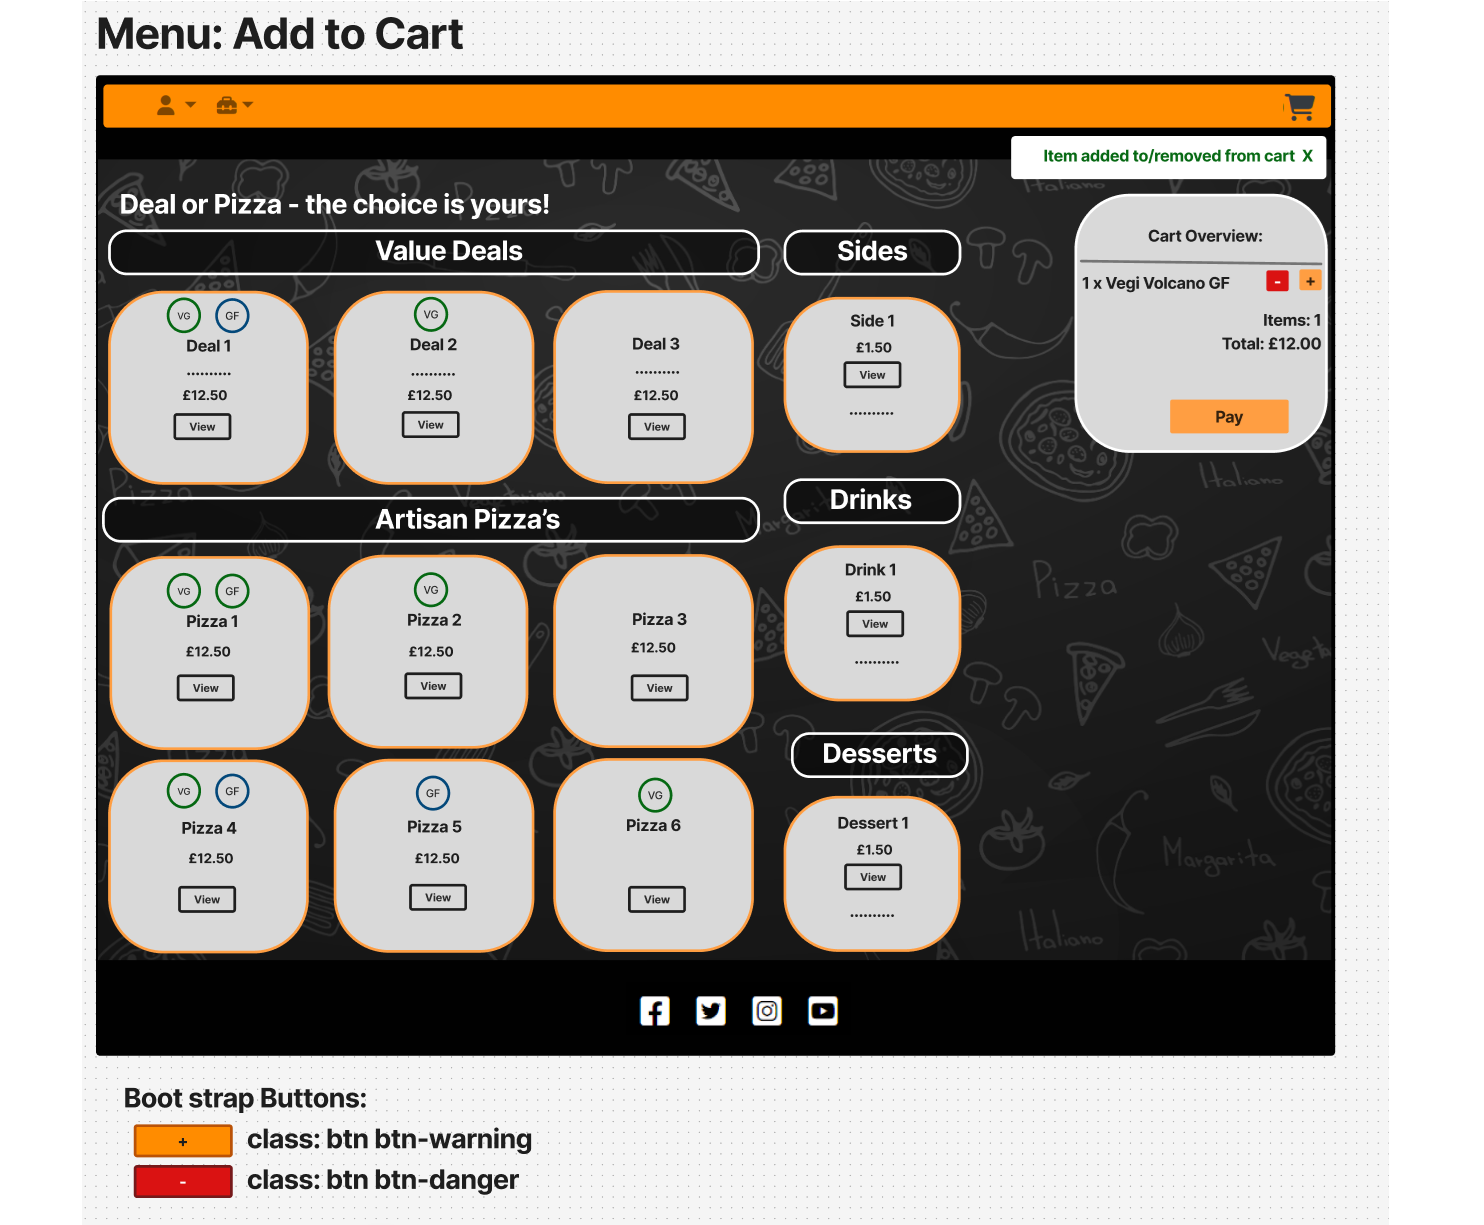 Menu: Add to Cart
Item added to/removed from cart X
Deal or Pizza - the choice is yours!
Value Deals
Sides
Cart Overview:
1 x Vegi Volcano GF - +
Items: 1
Total: £12.00
Pay
VG GF
Deal 1
..........
£12.50
View
VG
Deal 2
..........
£12.50
View
Deal 3
..........
£12.50
View
Side 1
£1.50
View
..........
Artisan Pizza’s
Drinks
VG GF
Pizza 1
£12.50
View
VG
Pizza 2
£12.50
View
Pizza 3
£12.50
View
Drink 1
£1.50
View
..........
Desserts
VG GF
Pizza 4
£12.50
View
GF
Pizza 5
£12.50
View
VG
Pizza 6
View
Dessert 1
£1.50
View
..........
Italiano
Pizza
Italiano
Pizza
Margarita
Italiano
Boot strap Buttons:
+ class: btn btn-warning
- class: btn btn-danger